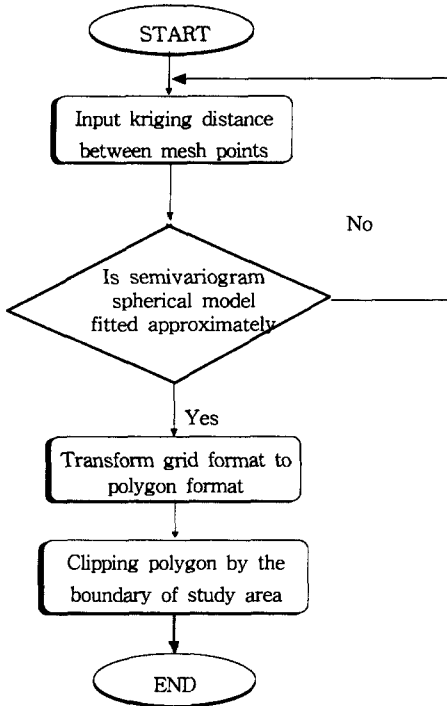 START
Input kriging distance
between mesh points
No
Is semivariogram
spherical model
fitted approximately
Yes
Transform grid format to
polygon format
Clipping polygon by the
boundary of study area
END